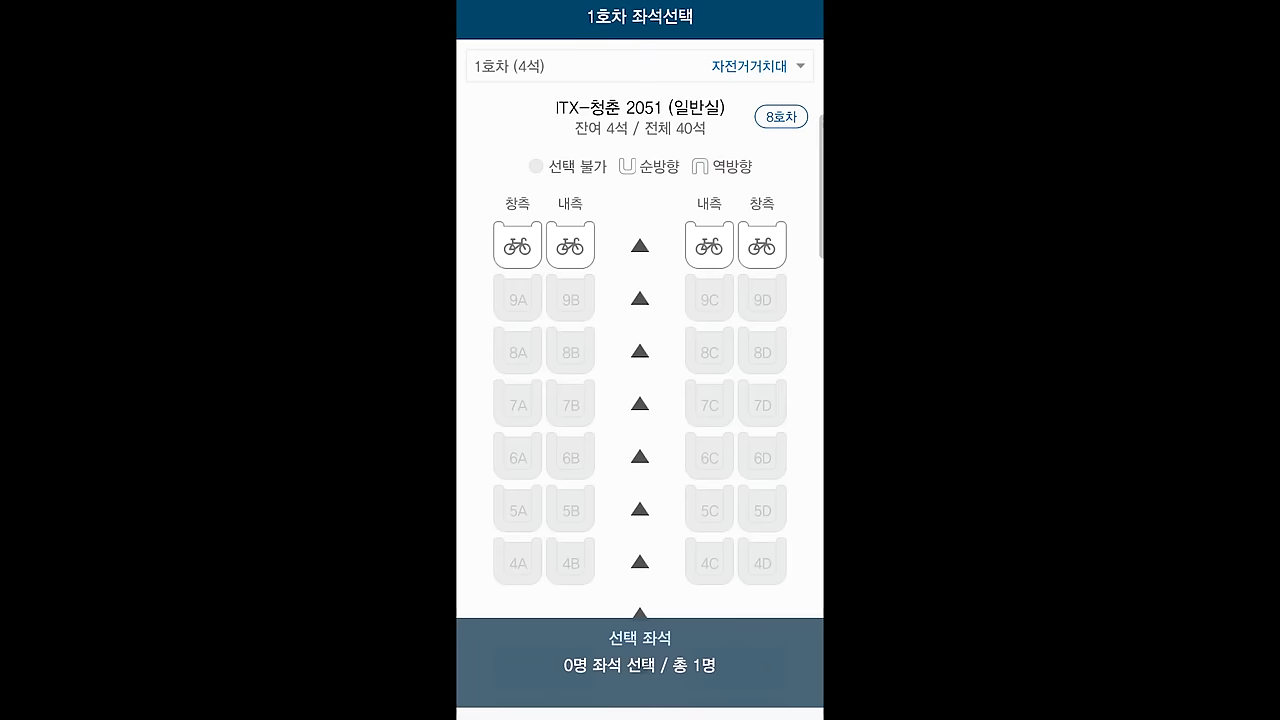 1호차 좌석선택
1호차 (4석) 자전거거치대
ITX-청춘 2051 (일반실)
8호차
잔여 4석 / 전체 40석
선택 불가 순방향 역방향
창측 내측 내측 창측
9A 9B 9C 9D
8A 8B 8C 8D
7A 7B 7C 7D
6A 6B 6C 6D
5A 5B 5C 5D
4A 4B 4C 4D
선택 좌석
0명 좌석 선택 / 총 1명